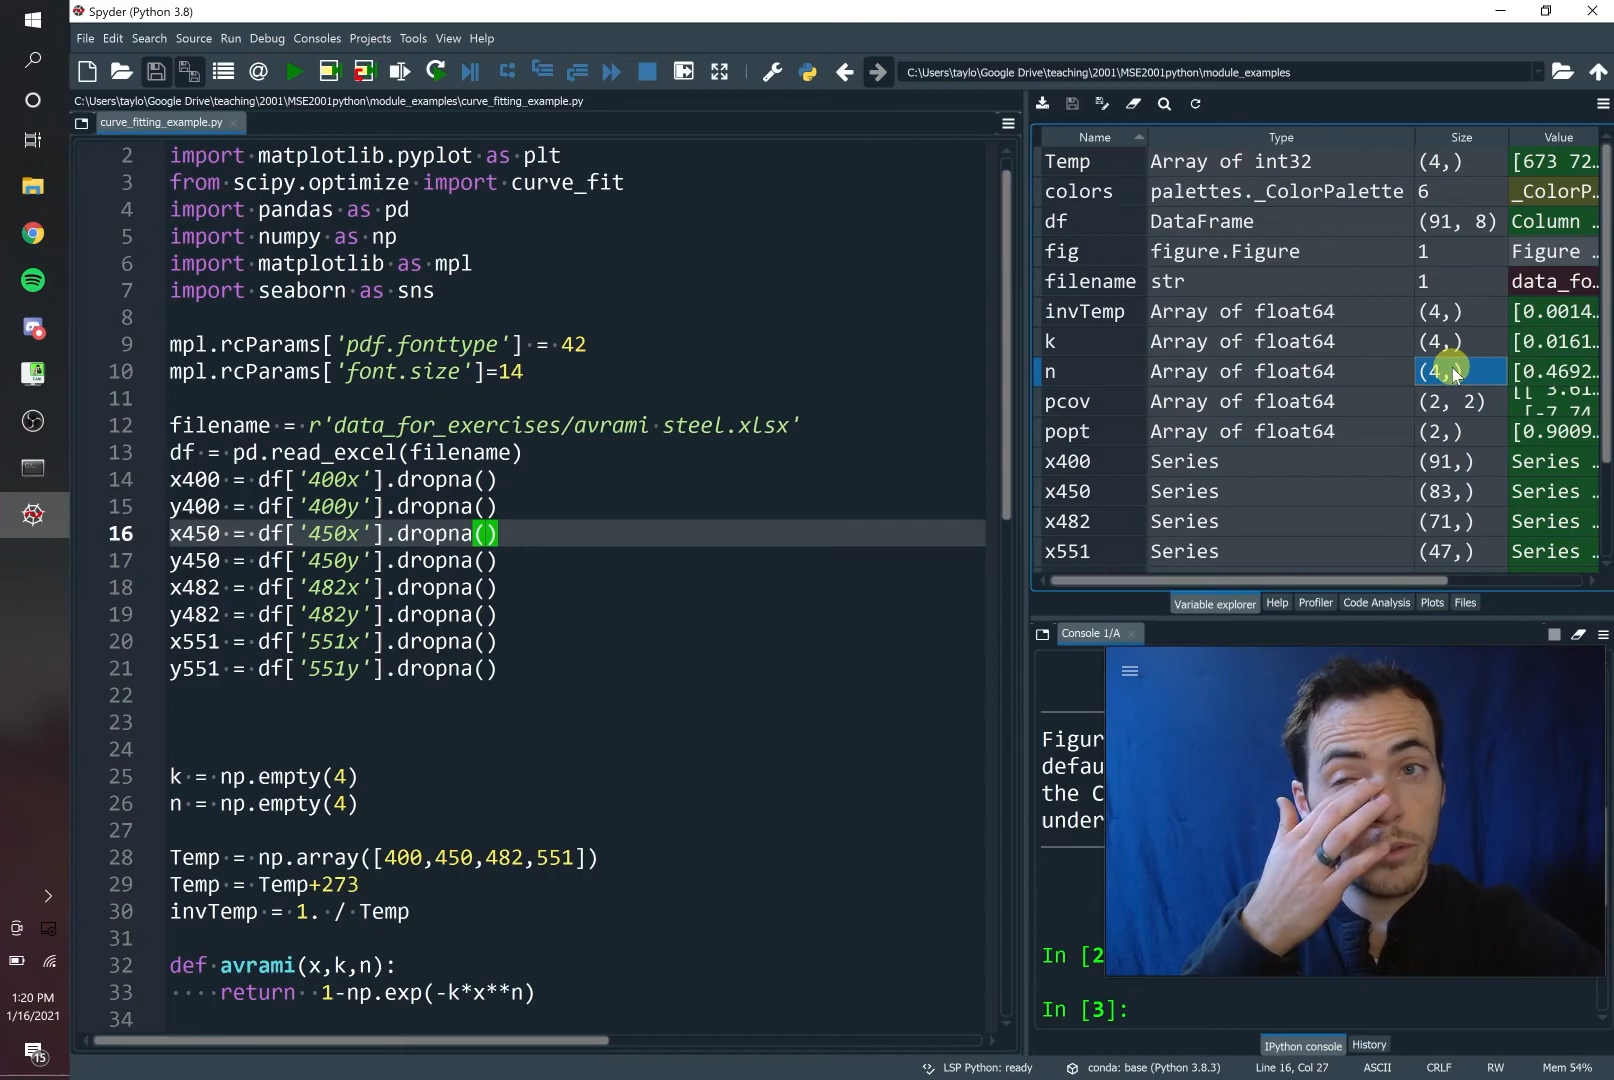 Spyder (Python 3.8)
File Edit Search Source Run Debug Consoles Projects Tools View Help
C:\Users\taylo\Google Drive\teaching\2001\MSE2001python\module_examples
C:\Users\taylo\Google Drive\teaching\2001\MSE2001python\module_examples\curve_fitting_example.py
curve_fitting_example.py
2 import matplotlib.pyplot as plt
3 from scipy.optimize import curve_fit
4 import pandas as pd
5 import numpy as np
6 import matplotlib as mpl
7 import seaborn as sns
8
9 mpl.rcParams['pdf.fonttype'] = 42
10 mpl.rcParams['font.size']=14
11
12 filename = r'data_for_exercises/avrami steel.xlsx'
13 df = pd.read_excel(filename)
14 x400 = df['400x'].dropna()
15 y400 = df['400y'].dropna()
16 x450 = df['450x'].dropna()
17 y450 = df['450y'].dropna()
18 x482 = df['482x'].dropna()
19 y482 = df['482y'].dropna()
20 x551 = df['551x'].dropna()
21 y551 = df['551y'].dropna()
22
23
24
25 k = np.empty(4)
26 n = np.empty(4)
27
28 Temp = np.array([400,450,482,551])
29 Temp = Temp+273
30 invTemp = 1. / Temp
31
32 def avrami(x,k,n):
33 return 1-np.exp(-k*x**n)
34
Name Type Size Value
Temp Array of int32 (4,) [673 72…
colors palettes._ColorPalette 6 _ColorP…
df DataFrame (91, 8) Column …
fig figure.Figure 1 Figure …
filename str 1 data_fo…
invTemp Array of float64 (4,) [0.0014…
k Array of float64 (4,) [0.0161…
n Array of float64 (4,) [0.4692…
pcov Array of float64 (2, 2) [[ 3.61… [-7.74
popt Array of float64 (2,) [0.9009…
x400 Series (91,) Series …
x450 Series (83,) Series …
x482 Series (71,) Series …
x551 Series (47,) Series …
Variable explorer Help Profiler Code Analysis Plots Files
Console 1/A
Figur
defau
the C
under
In [2
In [3]:
IPython console History
LSP Python: ready conda: base (Python 3.8.3) Line 16, Col 27 ASCII CRLF RW Mem 54%
1:20 PM
1/16/2021
15